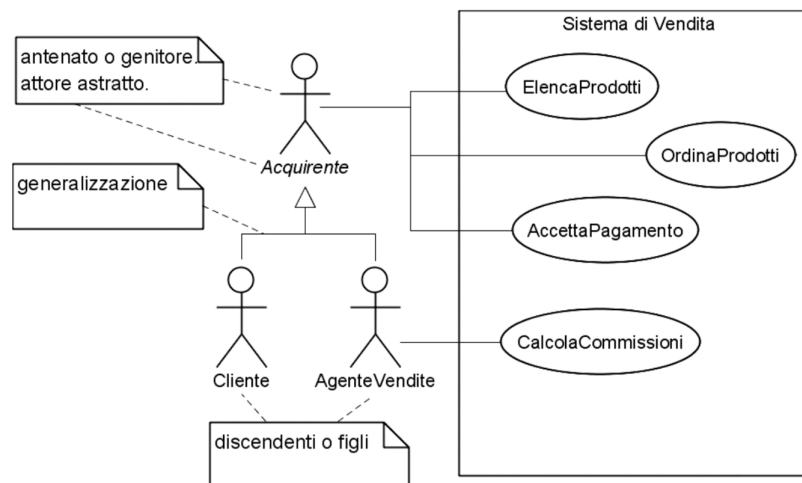 Sistema di Vendita
antenato o genitore.
attore astratto.
ElencaProdotti
OrdinaProdotti
Acquirente
generalizzazione
AccettaPagamento
CalcolaCommissioni
Cliente
AgenteVendite
discendenti o figli